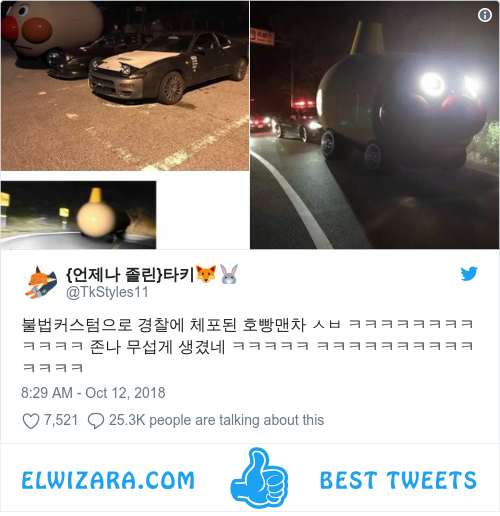 {언제나 졸린}타키🦊🐰
@TkStyles11
불법커스텀으로 경찰에 체포된 호빵맨차 ㅅㅂ ㅋㅋㅋㅋㅋㅋㅋㅋ
ㅋㅋㅋㅋ 존나 무섭게 생겼네 ㅋㅋㅋㅋㅋ ㅋㅋㅋㅋㅋㅋㅋㅋㅋㅋ
ㅋㅋㅋㅋ
8:29 AM - Oct 12, 2018
7,521 25.3K people are talking about this
ELWIZARA.COM BEST TWEETS